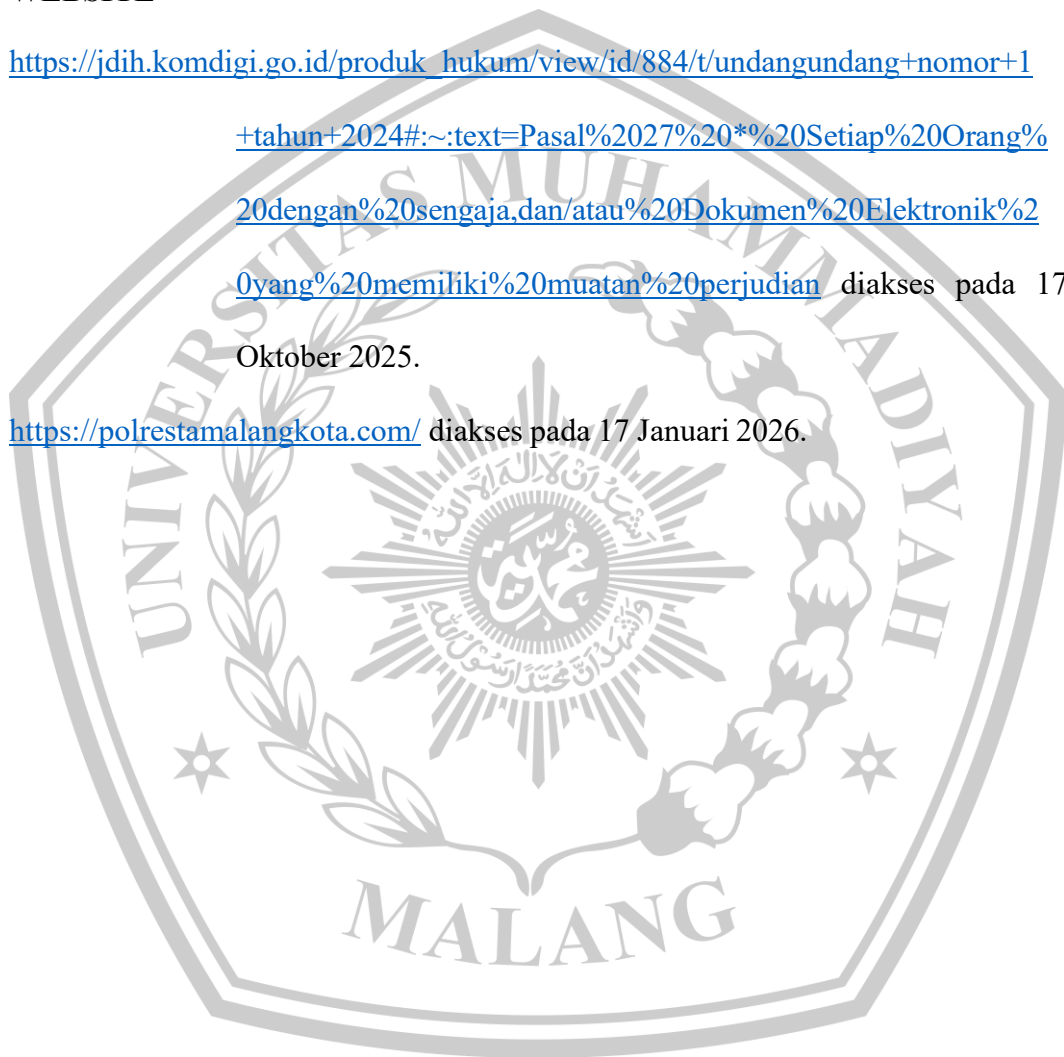 WEBSITE
https://jdih.komdigi.go.id/produk_hukum/view/id/884/t/undangundang+nomor+1
+tahun+2024#:~:text=Pasal%2027%20*%20Setiap%20Orang%
20dengan%20sengaja,dan/atau%20Dokumen%20Elektronik%2
0yang%20memiliki%20muatan%20perjudian diakses pada 17
Oktober 2025.
https://polrestamalangkota.com/ diakses pada 17 Januari 2026.
UNIVERSITAS MUHAMMADIYAH
MALANG